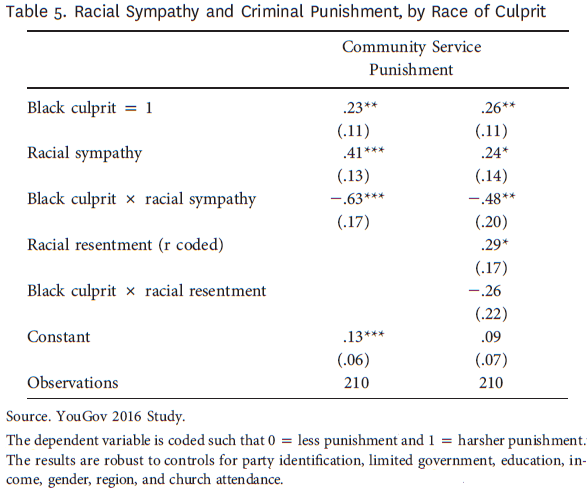 Table 5. Racial Sympathy and Criminal Punishment, by Race of Culprit
Community Service
Punishment
Black culprit = 1 .23** .26**
(.11) (.11)
Racial sympathy .41*** .24*
(.13) (.14)
Black culprit × racial sympathy −.63*** −.48**
(.17) (.20)
Racial resentment (r coded) .29*
(.17)
Black culprit × racial resentment −.26
(.22)
Constant .13*** .09
(.06) (.07)
Observations 210 210
Source. YouGov 2016 Study.
The dependent variable is coded such that 0 = less punishment and 1 = harsher punishment.
The results are robust to controls for party identification, limited government, education, in-
come, gender, region, and church attendance.